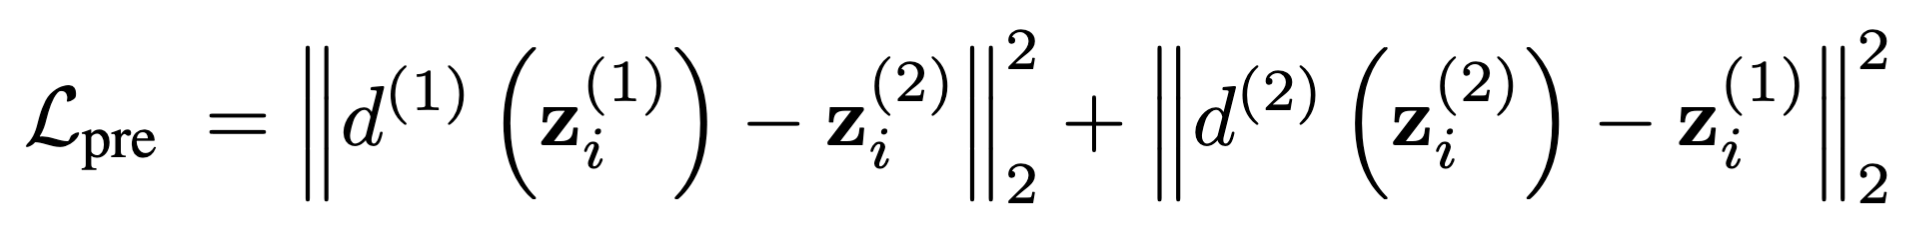 $\mathcal{L}_{\text{pre}} = \left\| d^{(1)} \left( \mathbf{z}_i^{(1)} \right) - \mathbf{z}_i^{(2)} \right\|_2^2 + \left\| d^{(2)} \left( \mathbf{z}_i^{(2)} \right) - \mathbf{z}_i^{(1)} \right\|_2^2$